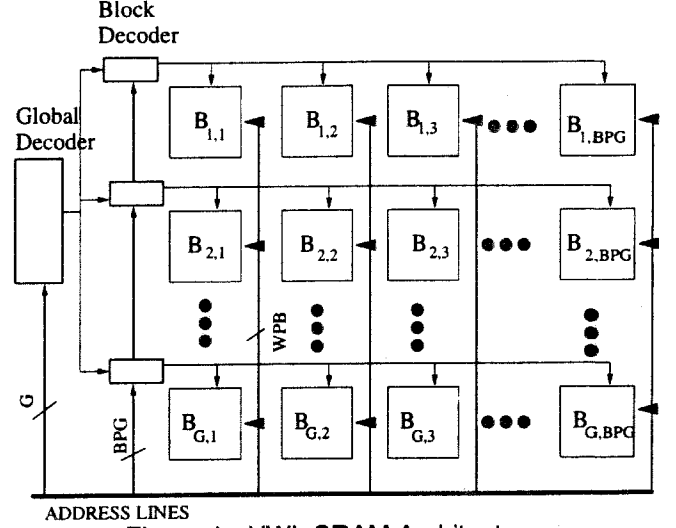 Block
Decoder
Global
Decoder
B1,1
B1,2
B1,3
B1,BPG
B2,1
B2,2
B2,3
B2,BPG
WPB
G
BPG
BG,1
BG,2
BG,3
BG,BPG
ADDRESS LINES